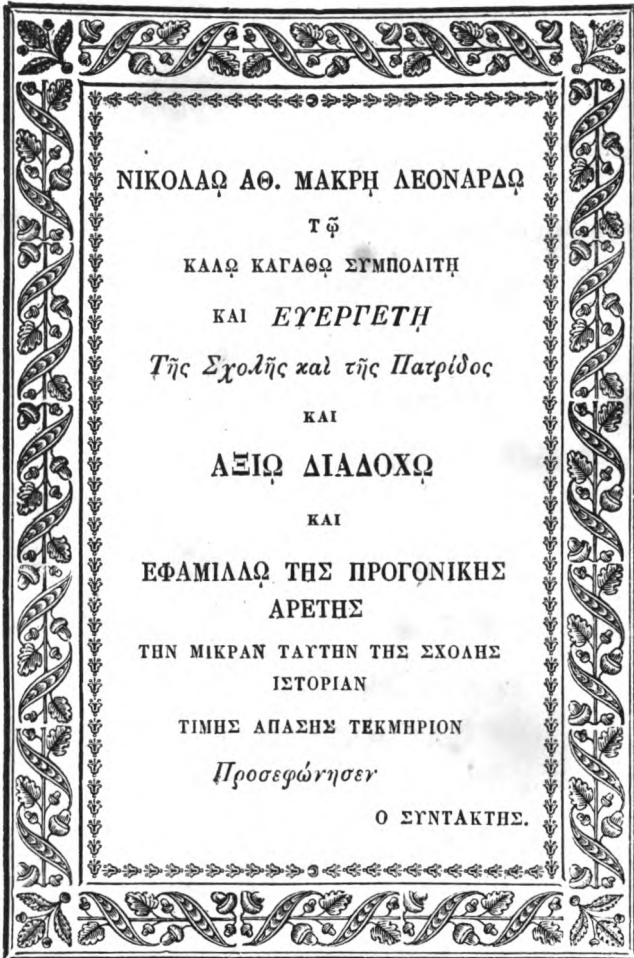 ΝΙΚΟΛΑῼ ΑΘ. ΜΑΚΡῌ ΛΕΟΝΑΡΔῼ
Τῷ
ΚΑΛῼ ΚΑΓΑΘῼ ΣΥΜΠΟΛΙΤῌ
ΚΑΙ ΕΥΕΡΓΕΤῌ
Τῆς Σχολῆς καὶ τῆς Πατρίδος
ΚΑΙ
ΑΞΙῼ ΔΙΑΔΟΧῼ
ΚΑΙ
ΕΦΑΜΙΛΛῼ ΤΗΣ ΠΡΟΓΟΝΙΚΗΣ
ΑΡΕΤΗΣ
ΤΗΝ ΜΙΚΡΑΝ ΤΑΥΤΗΝ ΤΗΣ ΣΧΟΛΗΣ
ΙΣΤΟΡΙΑΝ
ΤΙΜΗΣ ΑΠΑΣΗΣ ΤΕΚΜΗΡΙΟΝ
Προσεφώνησεν
Ο ΣΥΝΤΑΚΤΗΣ.